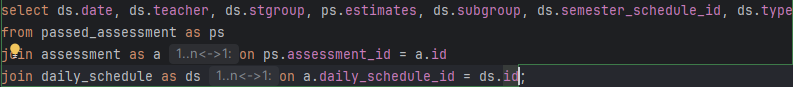 select ds.date, ds.teacher, ds.stgroup, ps.estimates, ds.subgroup, ds.semester_schedule_id, ds.type
from passed_assessment as ps
join assessment as a 1..n<->1: on ps.assessment_id = a.id
join daily_schedule as ds 1..n<->1: on a.daily_schedule_id = ds.id;